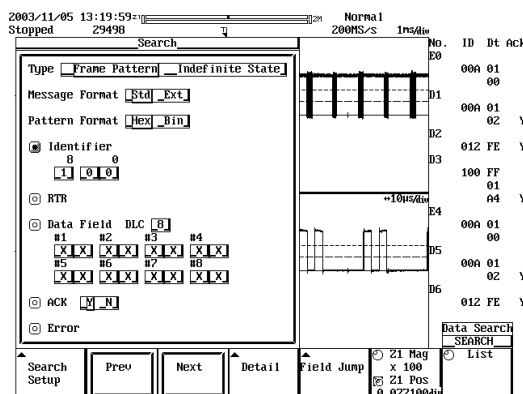 2003/11/05 13:19:59 2M Normal
Stopped 29498 200MS/s 1ms/div
Search
Type Frame Pattern Indefinite State
Message Format Std Ext
Pattern Format Hex Bin
Identifier
8 0
1 0 0
RTR
Data Field DLC 8
#1 #2 #3 #4
X X X X X X X X
#5 #6 #7 #8
X X X X X X X X
ACK Y N
Error
10µs/div
No. ID Dt Ack
E0
00A 01
00
D1
00A 01
02 Y
D2
012 FE Y
D3
100 FF
01
A4 Y
E4
00A 01
00
D5
00A 01
02 Y
D6
012 FE Y
Data Search
SEARCH
List
Search Setup
Prev
Next
Detail
Field Jump
Z1 Mag
x 100
Z1 Pos
0.022100div